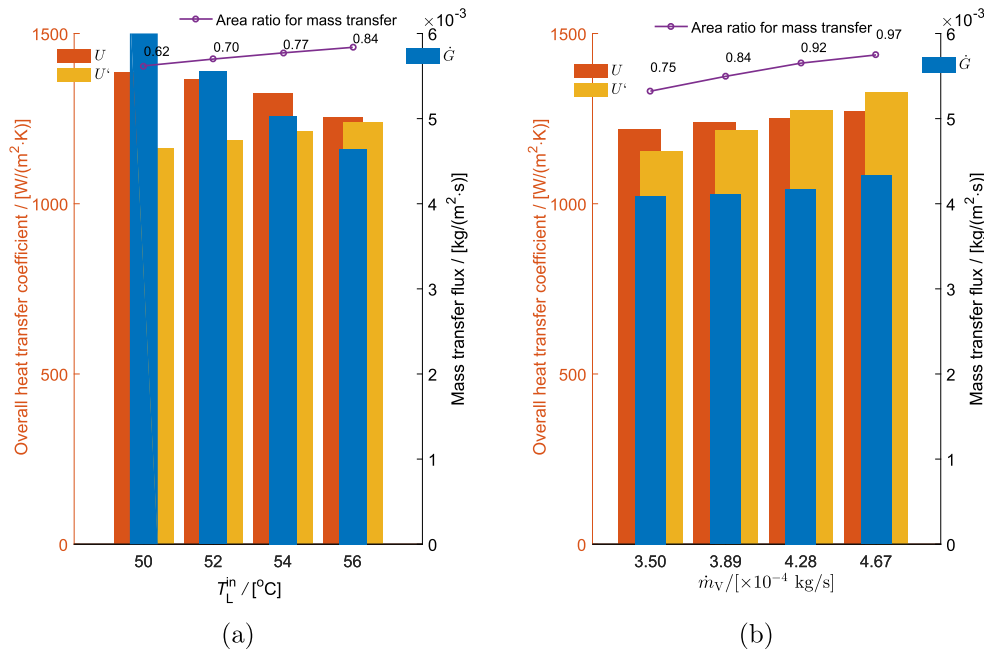 Area ratio for mass transfer
×10⁻³
1500
U
U‘
0.62
0.70
0.77
0.84
Ġ
6
5
1000
4
3
500
2
1
0
0
Overall heat transfer coefficient / [W/(m²·K)]
Mass transfer flux / [kg/(m²·s)]
50 52 54 56
T_L^in / [°C]
(a)
Area ratio for mass transfer
×10⁻³
1500
U
U‘
0.75
0.84
0.92
0.97
Ġ
6
5
1000
4
3
500
2
1
0
0
Overall heat transfer coefficient / [W/(m²·K)]
Mass transfer flux / [kg/(m²·s)]
3.50 3.89 4.28 4.67
ṁ_V/[×10⁻⁴ kg/s]
(b)